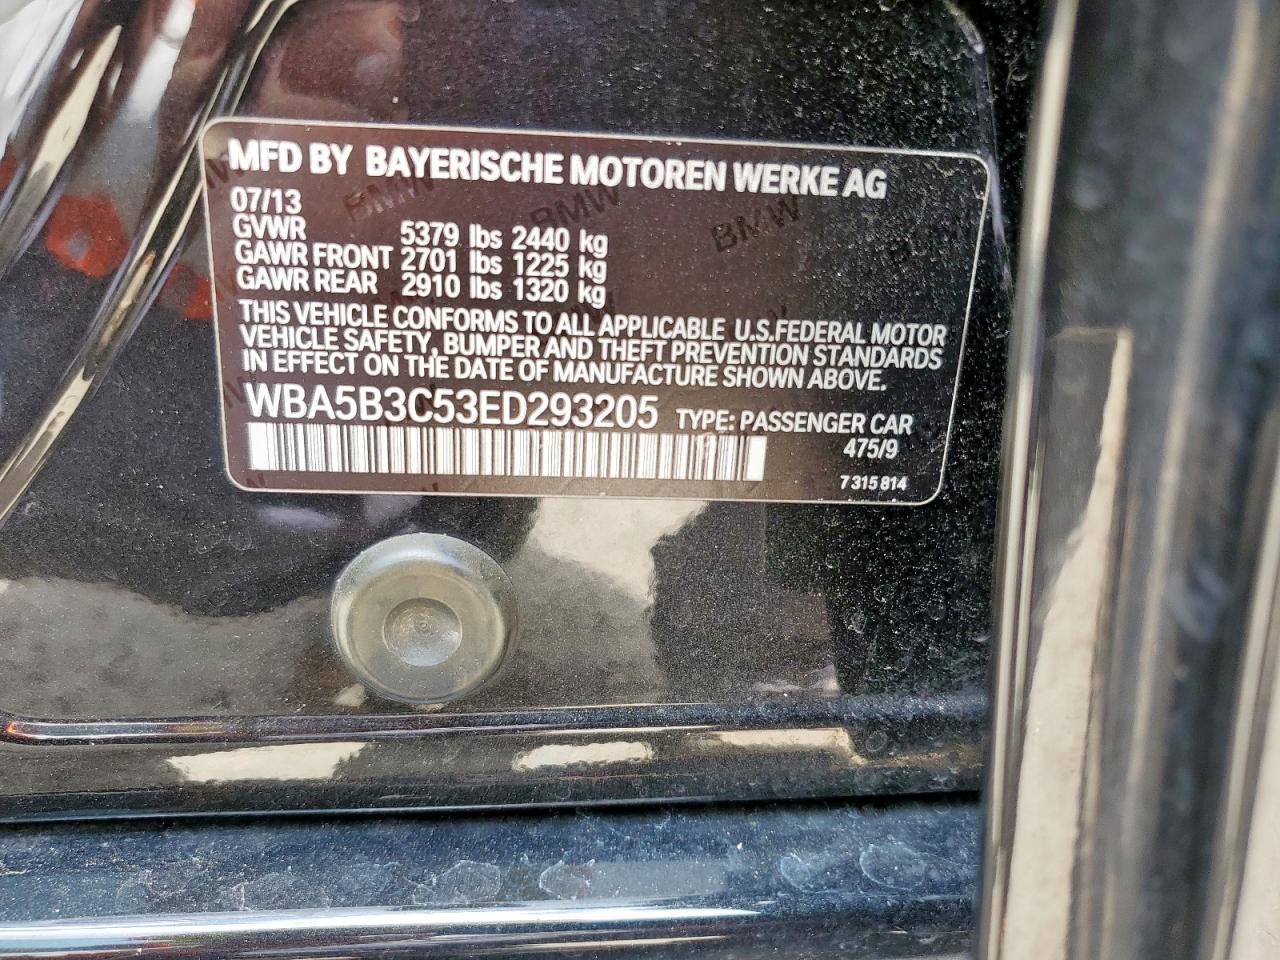 MFD BY BAYERISCHE MOTOREN WERKE AG
07/13
GVWR 5379 lbs 2440 kg
GAWR FRONT 2701 lbs 1225 kg
GAWR REAR 2910 lbs 1320 kg
THIS VEHICLE CONFORMS TO ALL APPLICABLE U.S.FEDERAL MOTOR
VEHICLE SAFETY, BUMPER AND THEFT PREVENTION STANDARDS
IN EFFECT ON THE DATE OF MANUFACTURE SHOWN ABOVE.
WBA5B3C53ED293205 TYPE: PASSENGER CAR
475/9
7 315 814
BMW BMW BMW